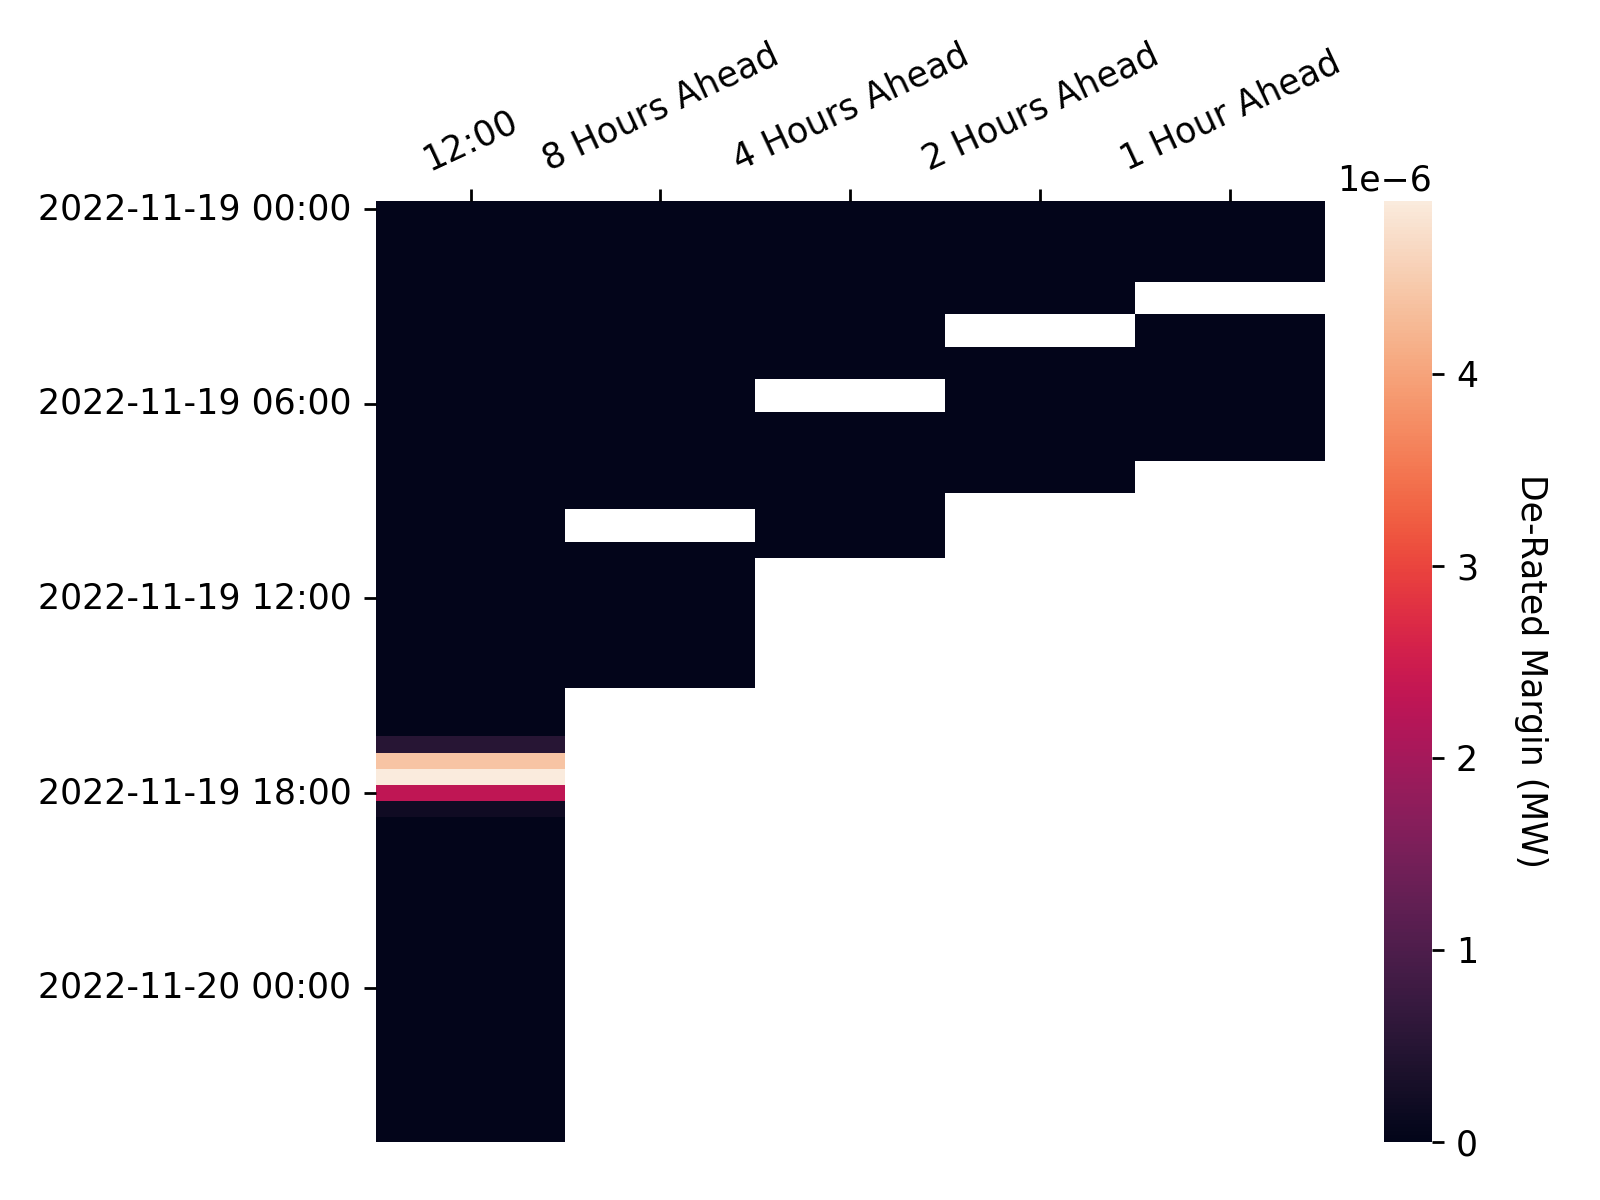 12:00
8 Hours Ahead
4 Hours Ahead
2 Hours Ahead
1 Hour Ahead
1e−6
2022-11-19 00:00
2022-11-19 06:00
2022-11-19 12:00
2022-11-19 18:00
2022-11-20 00:00
4
3
2
1
0
De-Rated Margin (MW)